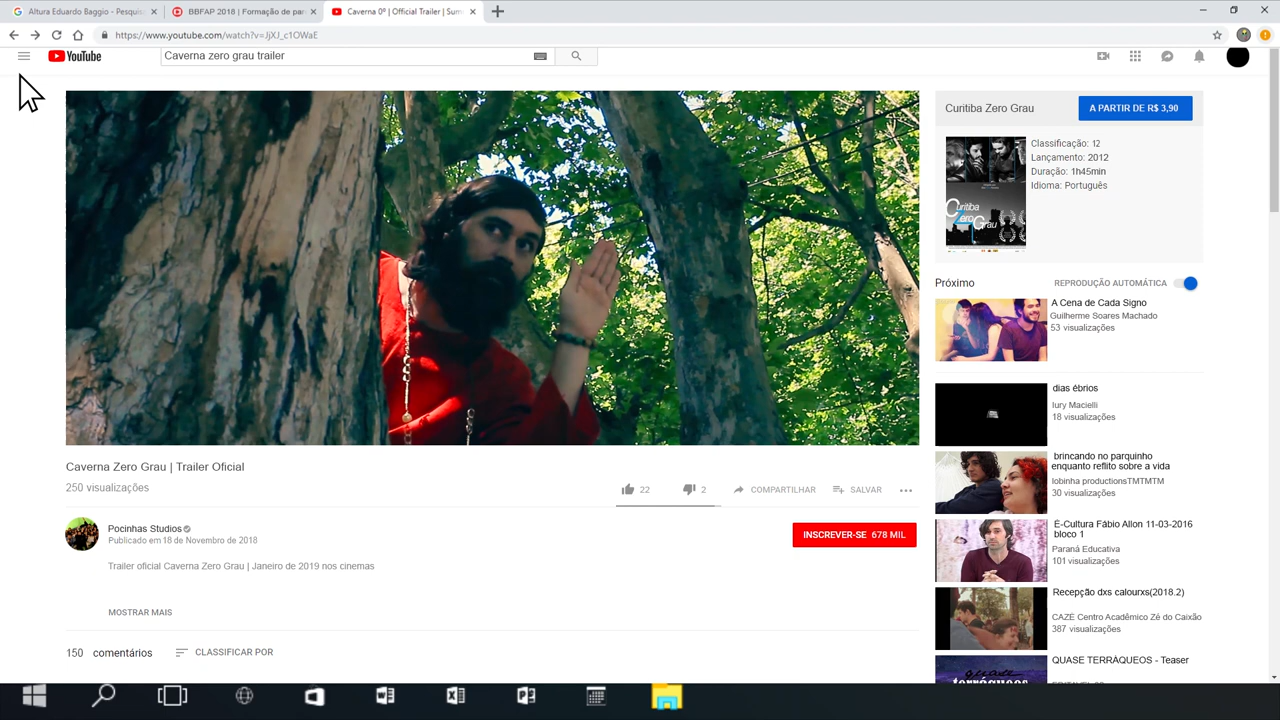 Altura Eduardo Baggio - Pesquis
BBFAP 2018 | Formação de par
Caverna 0º | Official Trailer | Sum
https://www.youtube.com/watch?v=JjXJ_c1OWaE
YouTube
Caverna zero grau trailer
Curitiba Zero Grau
A PARTIR DE R$ 3,90
Classificação: 12
Lançamento: 2012
Duração: 1h45min
Idioma: Português
Curitiba
Zero
Grau
Próximo
REPRODUÇÃO AUTOMÁTICA
A Cena de Cada Signo
Guilherme Soares Machado
53 visualizações
dias ébrios
Iury Macielli
18 visualizações
brincando no parquinho
enquanto reflito sobre a vida
lobinha productionsTMTMTM
30 visualizações
É-Cultura Fábio Allon 11-03-2016
bloco 1
Paraná Educativa
101 visualizações
Recepção dxs calourxs(2018.2)
CAZÉ Centro Acadêmico Zé do Caixão
387 visualizações
QUASE TERRÁQUEOS - Teaser
quase
Caverna Zero Grau | Trailer Oficial
250 visualizações
22
2
COMPARTILHAR
SALVAR
Pocinhas Studios
Publicado em 18 de Novembro de 2018
INSCREVER-SE 678 MIL
Trailer oficial Caverna Zero Grau | Janeiro de 2019 nos cinemas
MOSTRAR MAIS
150 comentários
CLASSIFICAR POR